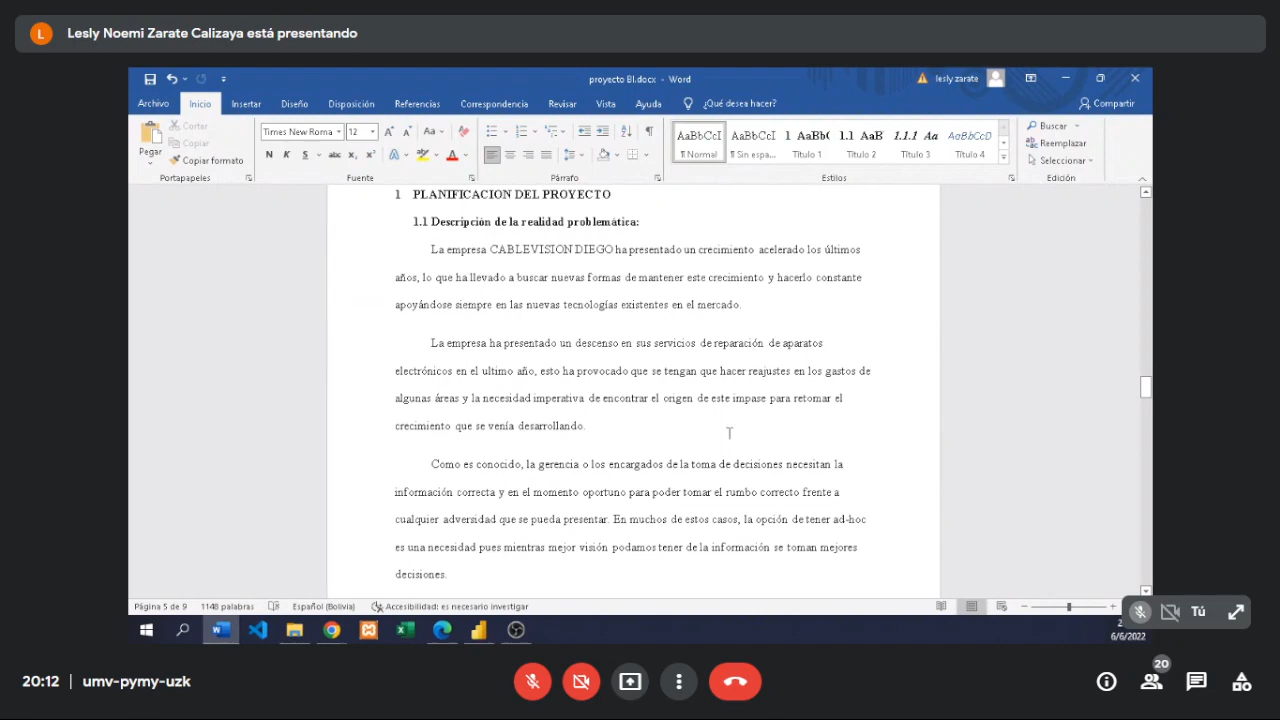 L Lesly Noemi Zarate Calizaya está presentando
proyecto BI.docx - Word
lesly zarate
Archivo Inicio Insertar Diseño Disposición Referencias Correspondencia Revisar Vista Ayuda ¿Qué desea hacer? Compartir
Pegar
Cortar
Copiar
Copiar formato
Portapapeles
Times New Roma 12
N K S abc x₂ x²
Fuente
Párrafo
AaBbCcI AaBbCcI 1 AaBbC 1.1 AaB 1.1.1 Aa AaBbCcD
¶ Normal ¶ Sin espa... Título 1 Título 2 Título 3 Título 4
Estilos
Buscar
Reemplazar
Seleccionar
Edición
1 PLANIFICACION DEL PROYECTO
1.1 Descripción de la realidad problemática:
La empresa CABLEVISION DIEGO ha presentado un crecimiento acelerado los últimos
años, lo que ha llevado a buscar nuevas formas de mantener este crecimiento y hacerlo constante
apoyándose siempre en las nuevas tecnologías existentes en el mercado.
La empresa ha presentado un descenso en sus servicios de reparación de aparatos
electrónicos en el ultimo año, esto ha provocado que se tengan que hacer reajustes en los gastos de
algunas áreas y la necesidad imperativa de encontrar el origen de este impase para retomar el
crecimiento que se venía desarrollando.
Como es conocido, la gerencia o los encargados de la toma de decisiones necesitan la
información correcta y en el momento oportuno para poder tomar el rumbo correcto frente a
cualquier adversidad que se pueda presentar. En muchos de estos casos, la opción de tener ad-hoc
es una necesidad pues mientras mejor visión podamos tener de la información se toman mejores
decisiones.
Página 5 de 9 1148 palabras Español (Bolivia) Accesibilidad: es necesario investigar
Tú
6/6/2022
20:12 | umv-pymy-uzk
20